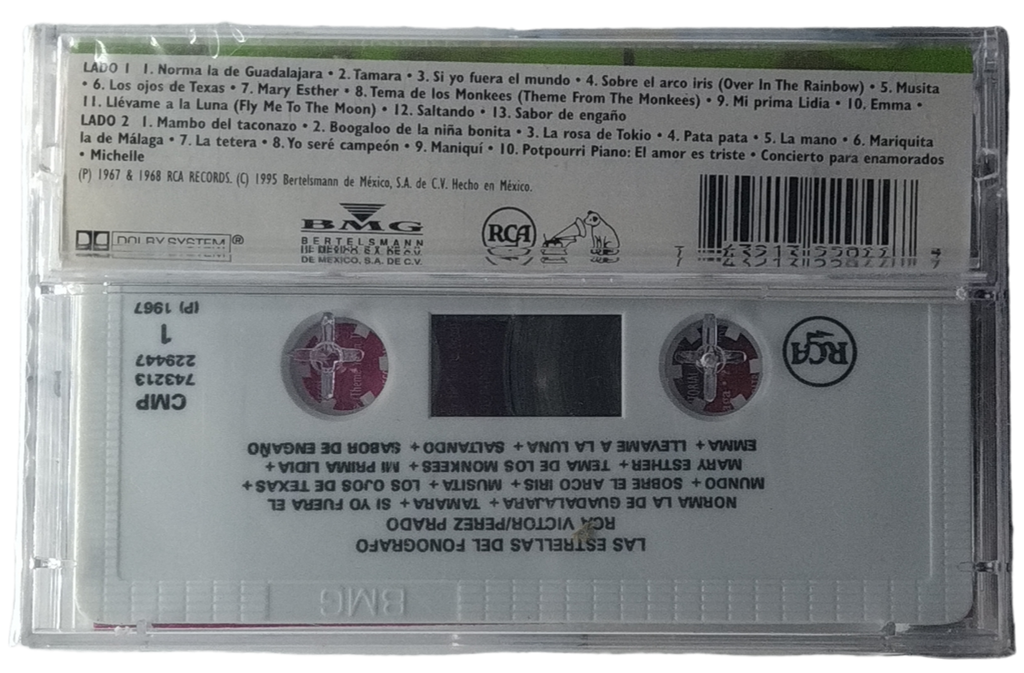 LADO 1 1. Norma la de Guadalajara • 2. Tamara • 3. Si yo fuera el mundo • 4. Sobre el arco iris (Over In The Rainbow) • 5. Musita
• 6. Los ojos de Texas • 7. Mary Esther • 8. Tema de los Monkees (Theme From The Monkees) • 9. Mi prima Lidia • 10. Emma •
11. Llévame a la Luna (Fly Me To The Moon) • 12. Saltando • 13. Sabor de engaño
LADO 2 1. Mambo del taconazo • 2. Boogaloo de la niña bonita • 3. La rosa de Tokio • 4. Pata pata • 5. La mano • 6. Mariquita
la de Málaga • 7. La tetera • 8. Yo seré campeón • 9. Maniquí • 10. Potpourri Piano: El amor es triste • Concierto para enamorados
• Michelle
(P) 1967 & 1968 RCA RECORDS. (C) 1995 Bertelsmann de México, S.A. de C.V. Hecho en México.
DOLBY SYSTEM®
BMG
BERTELSMANN
DE MEXICO, S.A. DE C.V.
RCA
7 43213 22022 4
LAS ESTRELLAS DEL FONOGRAFO
RCA VICTOR/PEREZ PRADO
NORMA LA DE GUADALAJARA + TAMARA + SI YO FUERA EL
MUNDO + SOBRE EL ARCO IRIS + MUSITA + LOS OJOS DE TEXAS +
MARY ESTHER + TEMA DE LOS MONKEES + MI PRIMA LIDIA +
EMMA + LLEVAME A LA LUNA + SALTANDO + SABOR DE ENGAÑO
RCA
CMP
743213
229447
1
(P) 1967
BMG